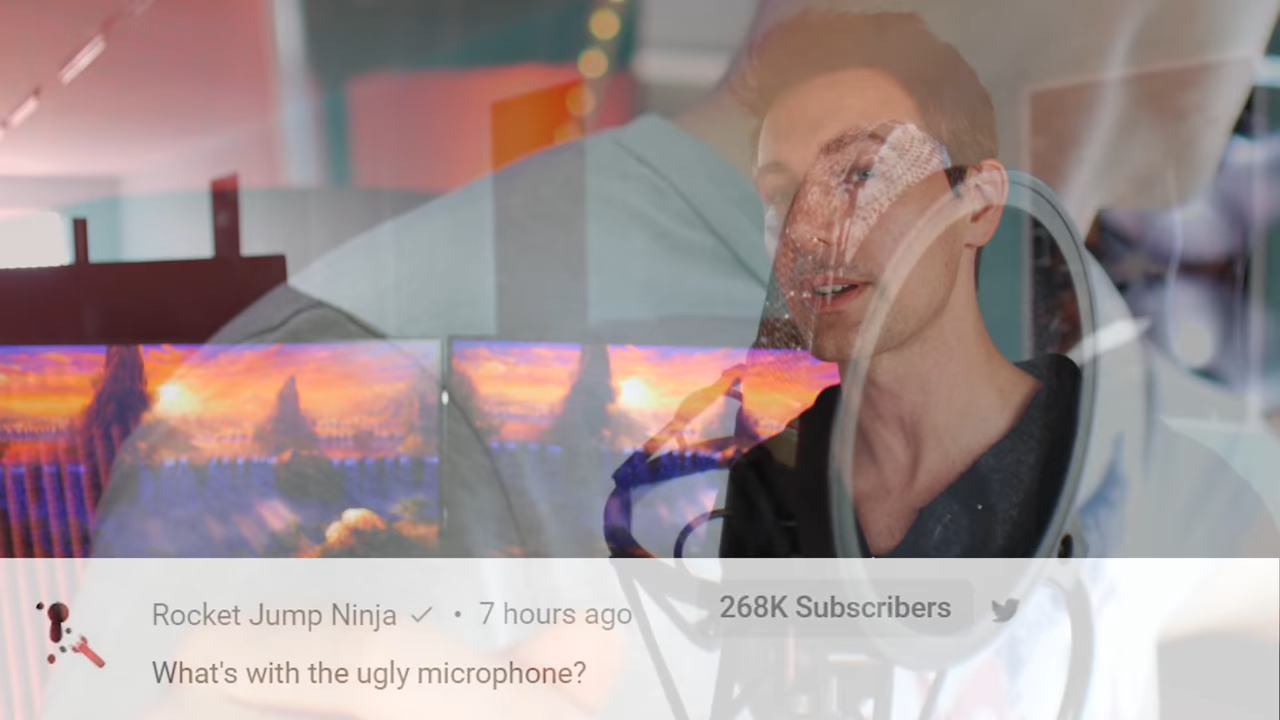 Rocket Jump Ninja ✓ • 7 hours ago
268K Subscribers
What's with the ugly microphone?